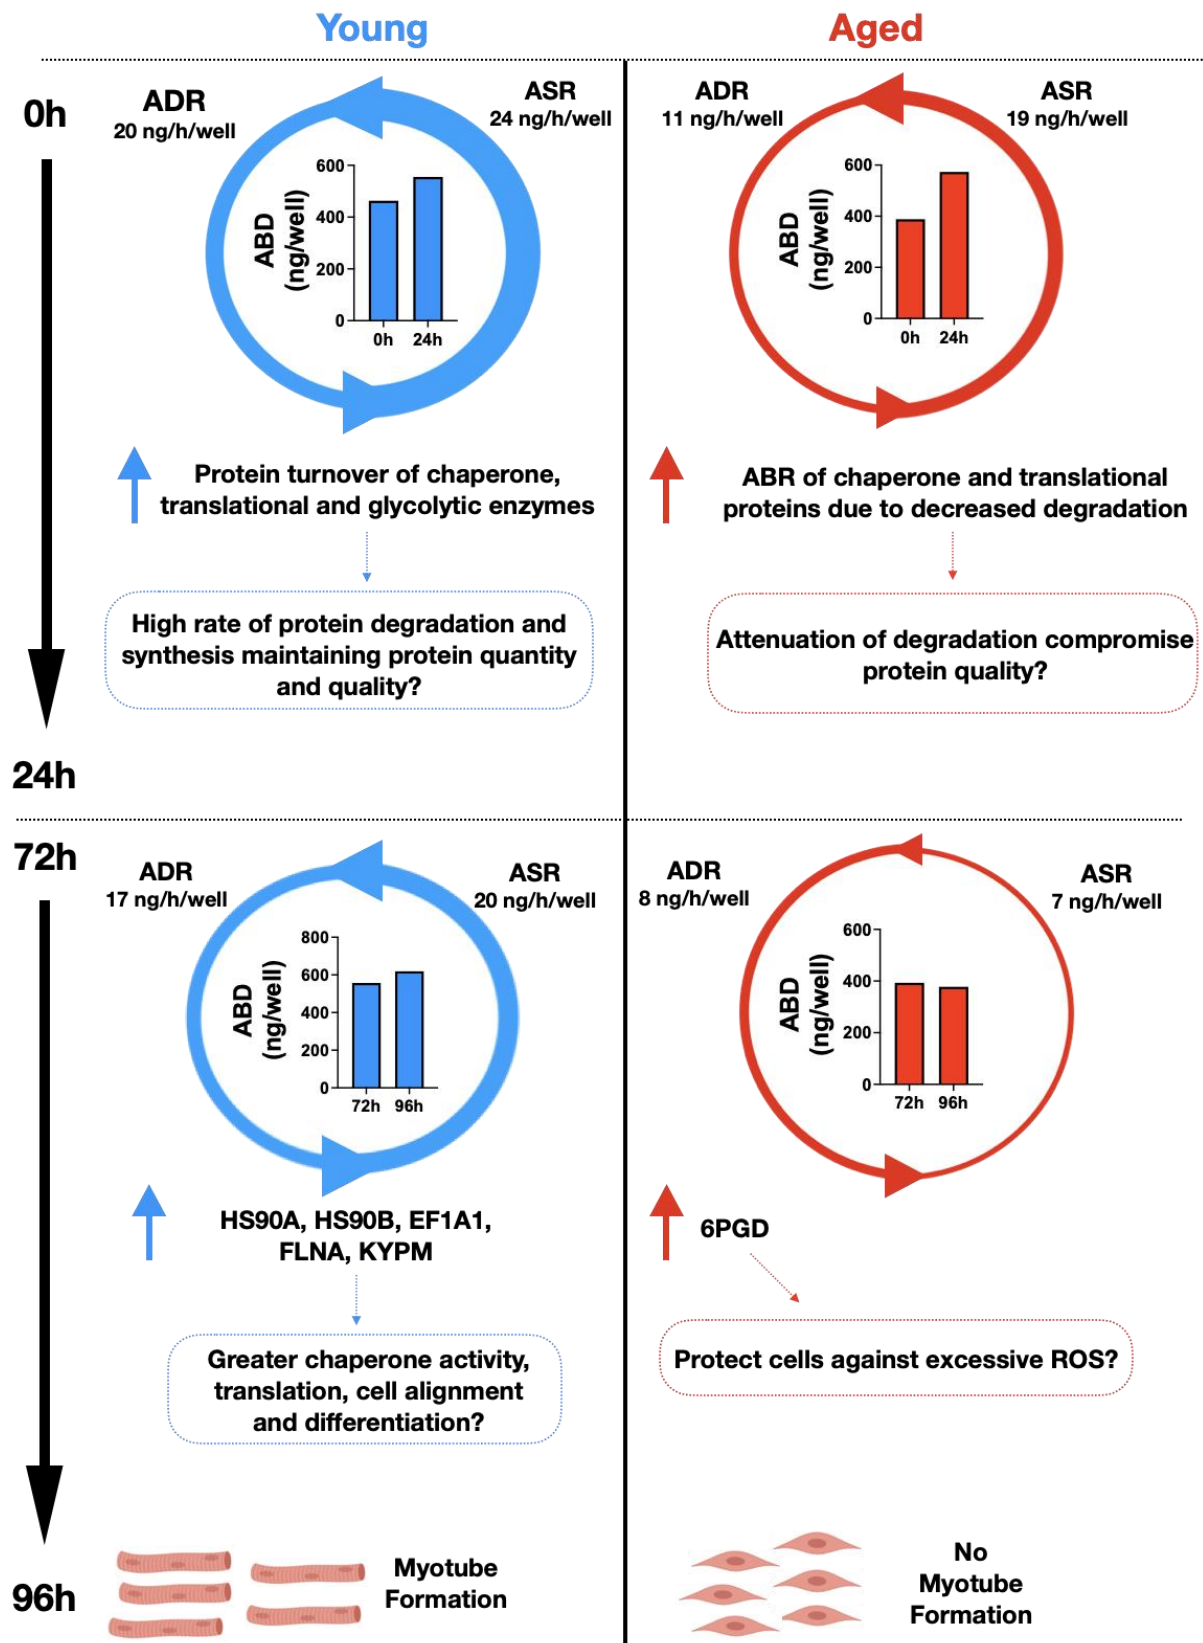 Young
Aged
0h
ADR
20 ng/h/well
ASR
24 ng/h/well
ABD
(ng/well)
600
400
200
0
0h 24h
Protein turnover of chaperone,
translational and glycolytic enzymes
High rate of protein degradation and
synthesis maintaining protein quantity
and quality?
ADR
11 ng/h/well
ASR
19 ng/h/well
ABD
(ng/well)
600
400
200
0
0h 24h
ABR of chaperone and translational
proteins due to decreased degradation
Attenuation of degradation compromise
protein quality?
24h
72h
ADR
17 ng/h/well
ASR
20 ng/h/well
ABD
(ng/well)
800
600
400
200
0
72h 96h
HS90A, HS90B, EF1A1,
FLNA, KYPM
Greater chaperone activity,
translation, cell alignment
and differentiation?
ADR
8 ng/h/well
ASR
7 ng/h/well
ABD
(ng/well)
600
400
200
0
72h 96h
6PGD
Protect cells against excessive ROS?
96h
Myotube
Formation
No
Myotube
Formation